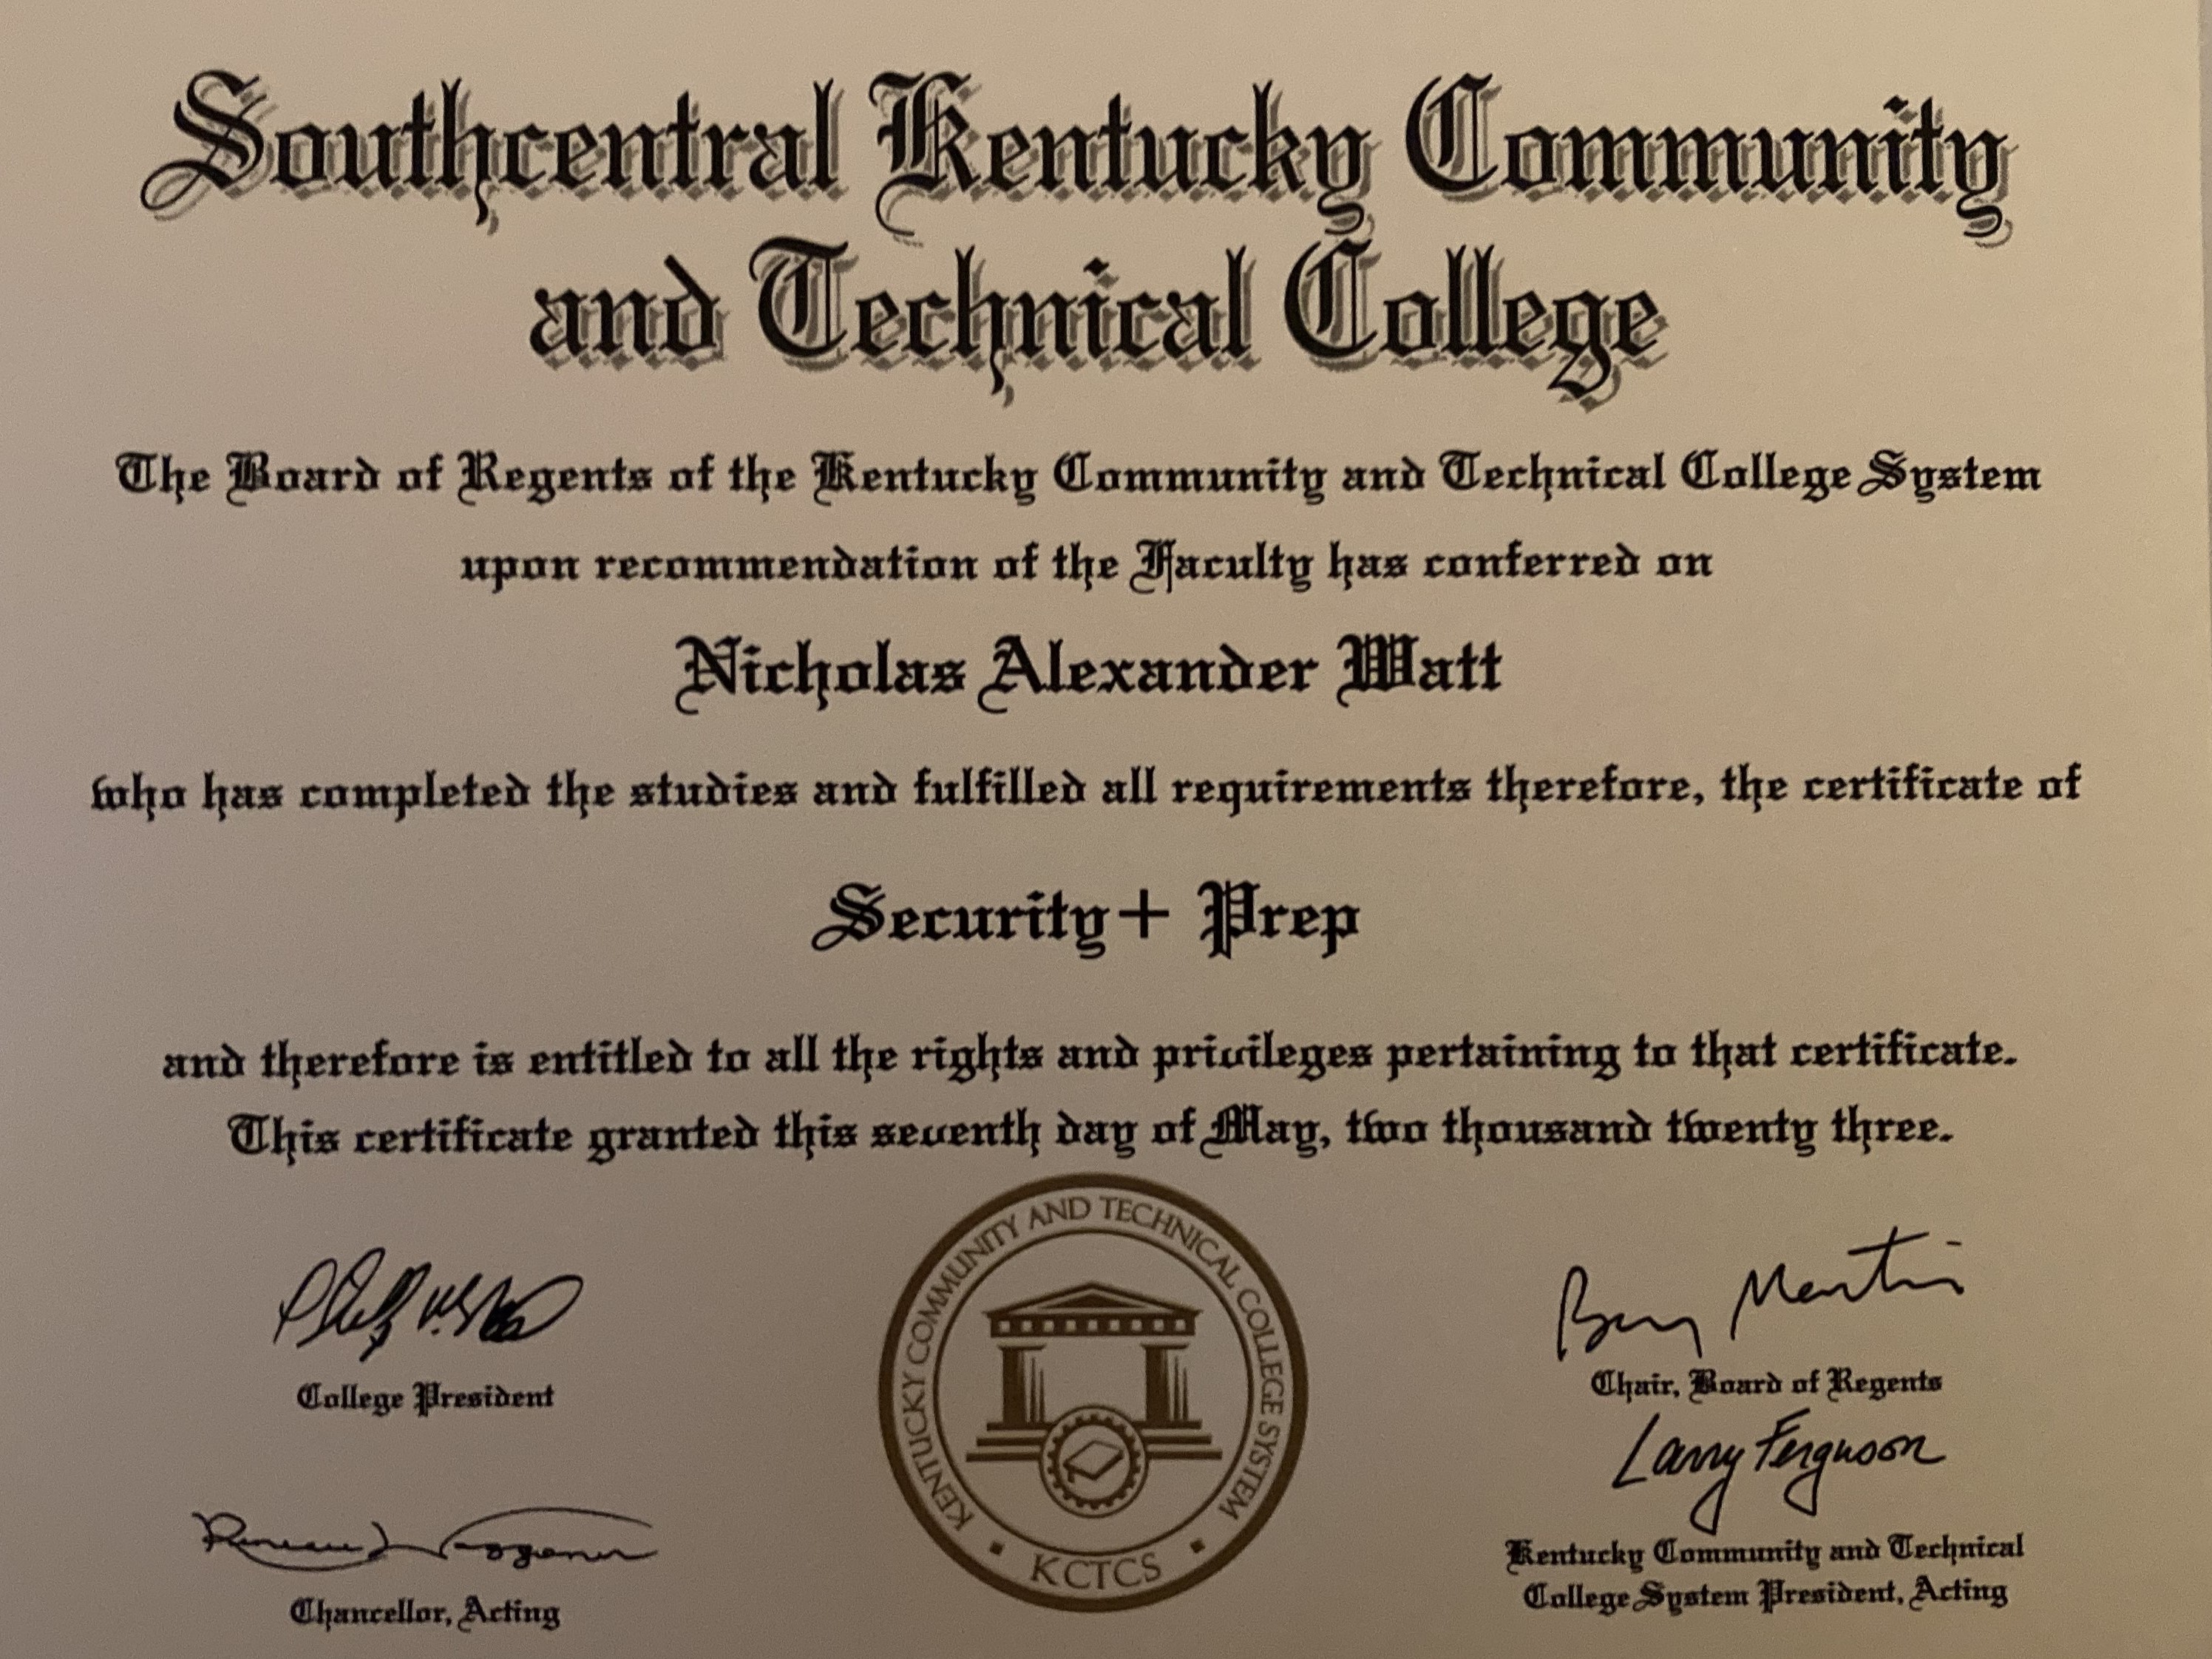 Southcentral Kentucky Community
and Technical College
The Board of Regents of the Kentucky Community and Technical College System
upon recommendation of the Faculty has conferred on
Nicholas Alexander Watt
who has completed the studies and fulfilled all requirements therefore, the certificate of
Security+ Prep
and therefore is entitled to all the rights and privileges pertaining to that certificate.
This certificate granted this seventh day of May, two thousand twenty three.
College President
Chancellor, Acting
KENTUCKY COMMUNITY AND TECHNICAL COLLEGE SYSTEM
• KCTCS •
Barry Martin
Chair, Board of Regents
Larry Ferguson
Kentucky Community and Technical
College System President, Acting